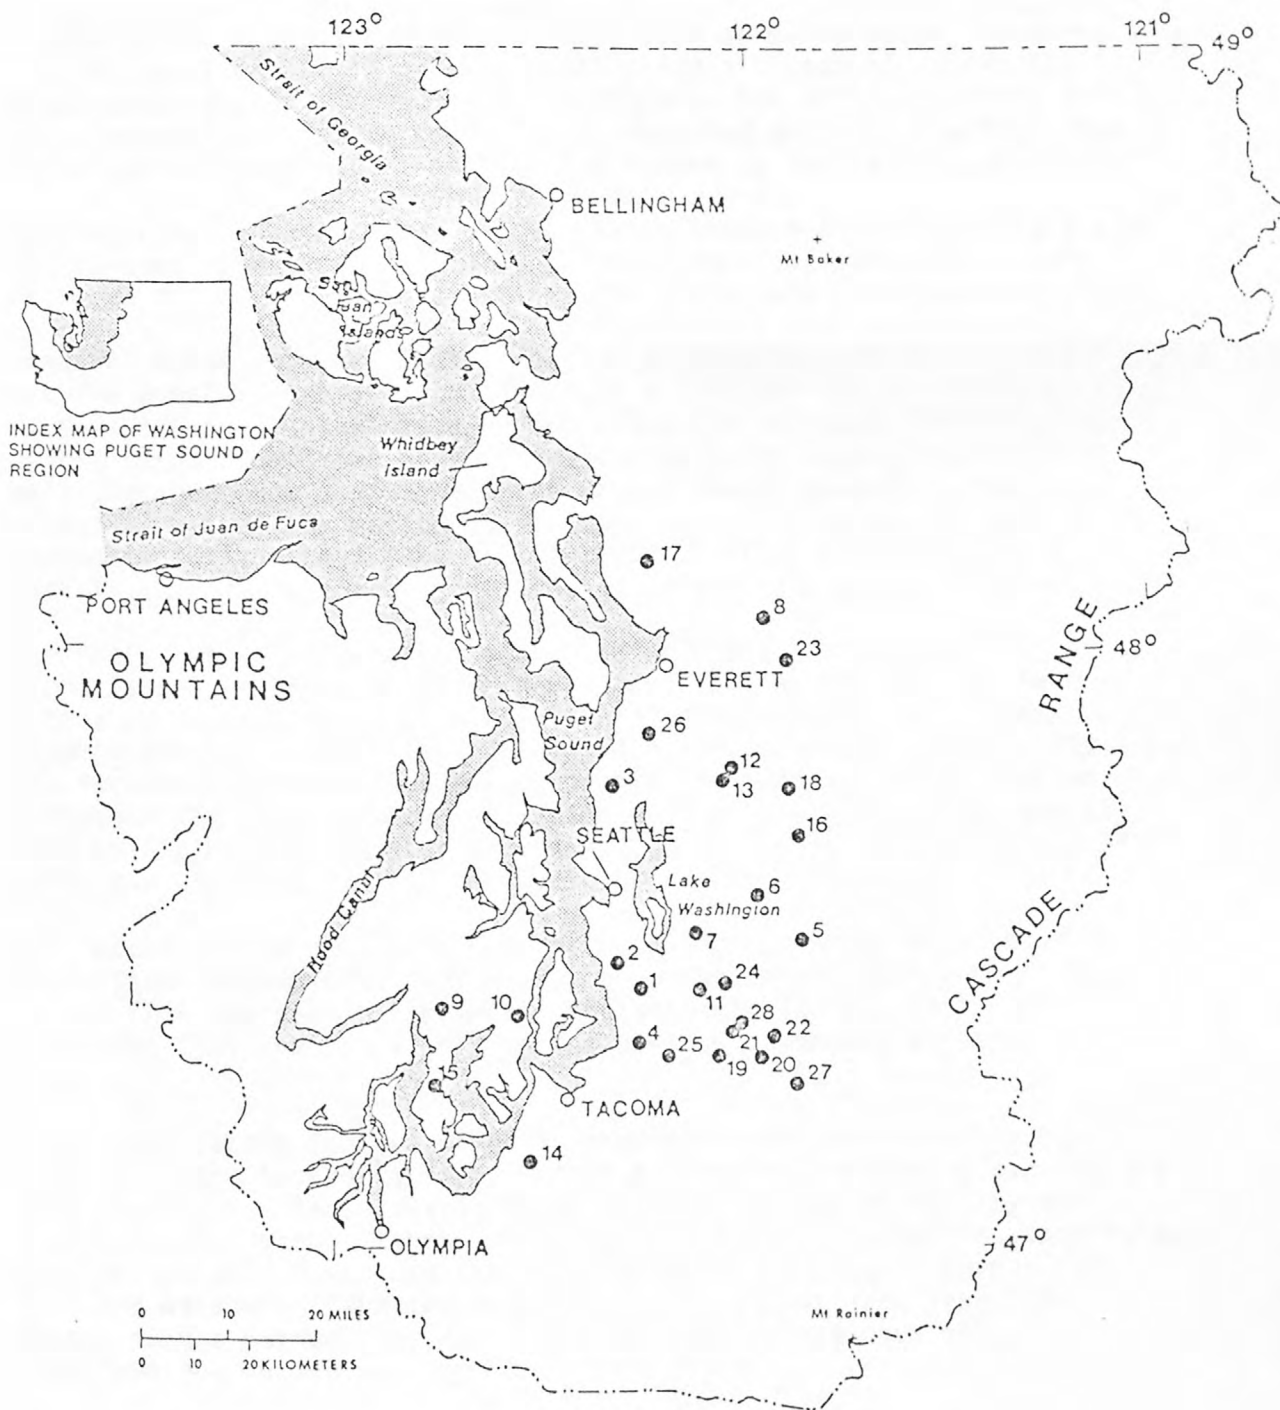 123° 122° 121°
49°
Strait of Georgia
BELLINGHAM
Mt Baker
San
Juan
Islands
INDEX MAP OF WASHINGTON
SHOWING PUGET SOUND
REGION
Whidbey
Island
Strait of Juan de Fuca
17
PORT ANGELES
8
OLYMPIC
MOUNTAINS
23
48°
EVERETT
RANGE
Puget
Sound
26
12
3
13
18
SEATTLE
16
Lake
Washington
6
Hood Canal
7
5
2
CASCADE
1
24
11
9
10
28
4
22
25
21
19
20
27
15
TACOMA
14
OLYMPIA
47°
0 10 20 MILES
0 10 20 KILOMETERS
Mt Rainier